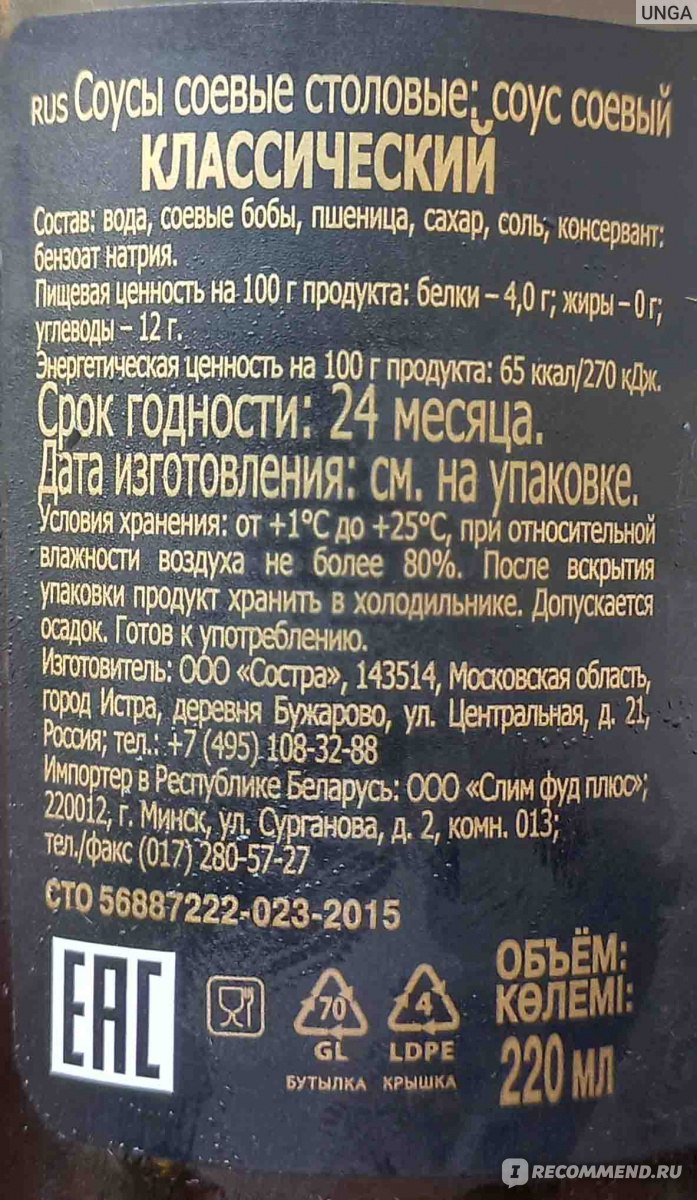 UNGA
RUS Соусы соевые столовые: соус соевый
КЛАССИЧЕСКИЙ
Состав: вода, соевые бобы, пшеница, сахар, соль, консервант:
бензоат натрия.
Пищевая ценность на 100 г продукта: белки – 4,0 г; жиры – 0 г;
углеводы – 12 г.
Энергетическая ценность на 100 г продукта: 65 ккал/270 кДж.
Срок годности: 24 месяца.
Дата изготовления: см. на упаковке.
Условия хранения: от +1°С до +25°С, при относительной
влажности воздуха не более 80%. После вскрытия
упаковки продукт хранить в холодильнике. Допускается
осадок. Готов к употреблению.
Изготовитель: ООО «Состра», 143514, Московская область,
город Истра, деревня Бужарово, ул. Центральная, д. 21,
Россия; тел.: +7 (495) 108-32-88
Импортер в Республике Беларусь: ООО «Слим фуд плюс»;
220012, г. Минск, ул. Сурганова, д. 2, комн. 013;
тел./факс (017) 280-57-27
СТО 56887222-023-2015
EAC
70
GL
БУТЫЛКА
4
LDPE
КРЫШКА
ОБЪЁМ:
КӨЛЕМІ:
220 мл
IRECOMMEND.RU